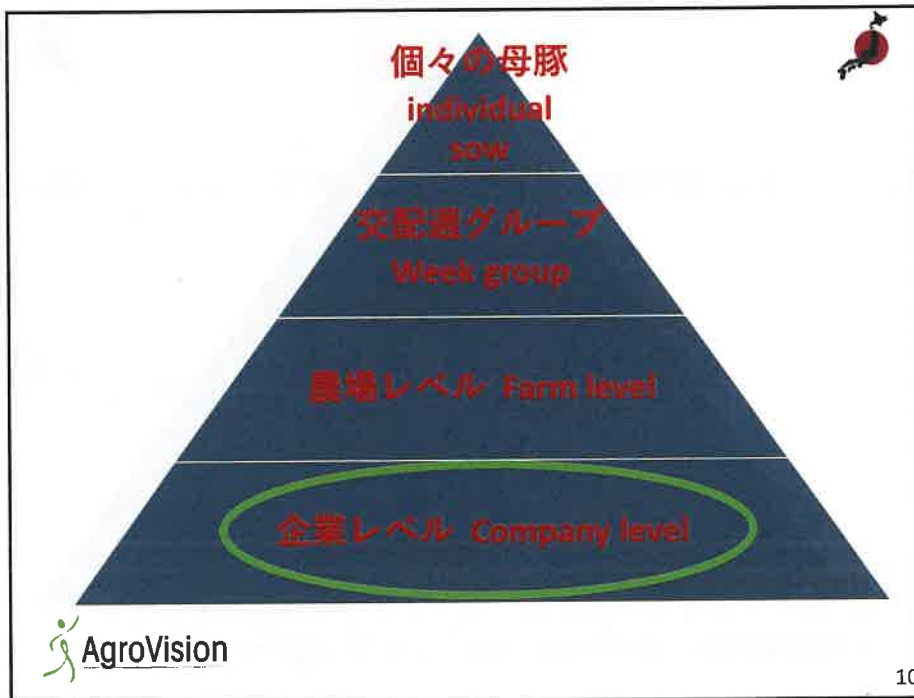 個々の母豚
individual
sow
交配週グループ
Week group
農場レベル Farm level
企業レベル Company level
AgroVision
10